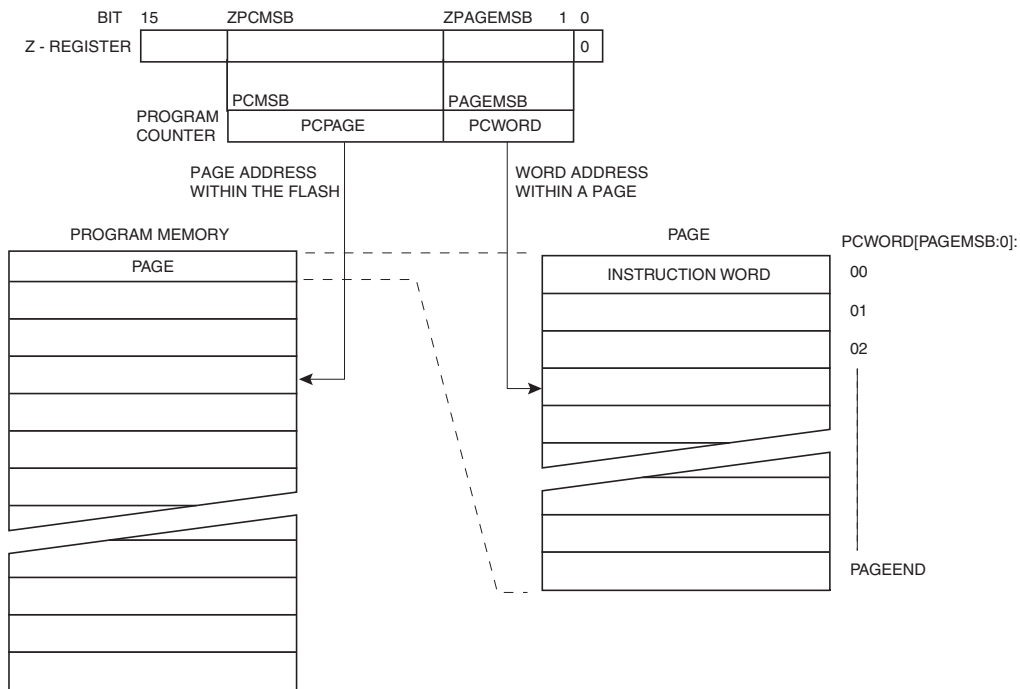 BIT 15 ZPCMSB ZPAGEMSB 1 0
Z - REGISTER 0
PCMSB PAGEMSB
PROGRAM
COUNTER
PCPAGE PCWORD
PAGE ADDRESS
WITHIN THE FLASH
WORD ADDRESS
WITHIN A PAGE
PROGRAM MEMORY
PAGE
PAGE
PCWORD[PAGEMSB:0]:
INSTRUCTION WORD 00
01
02
PAGEEND